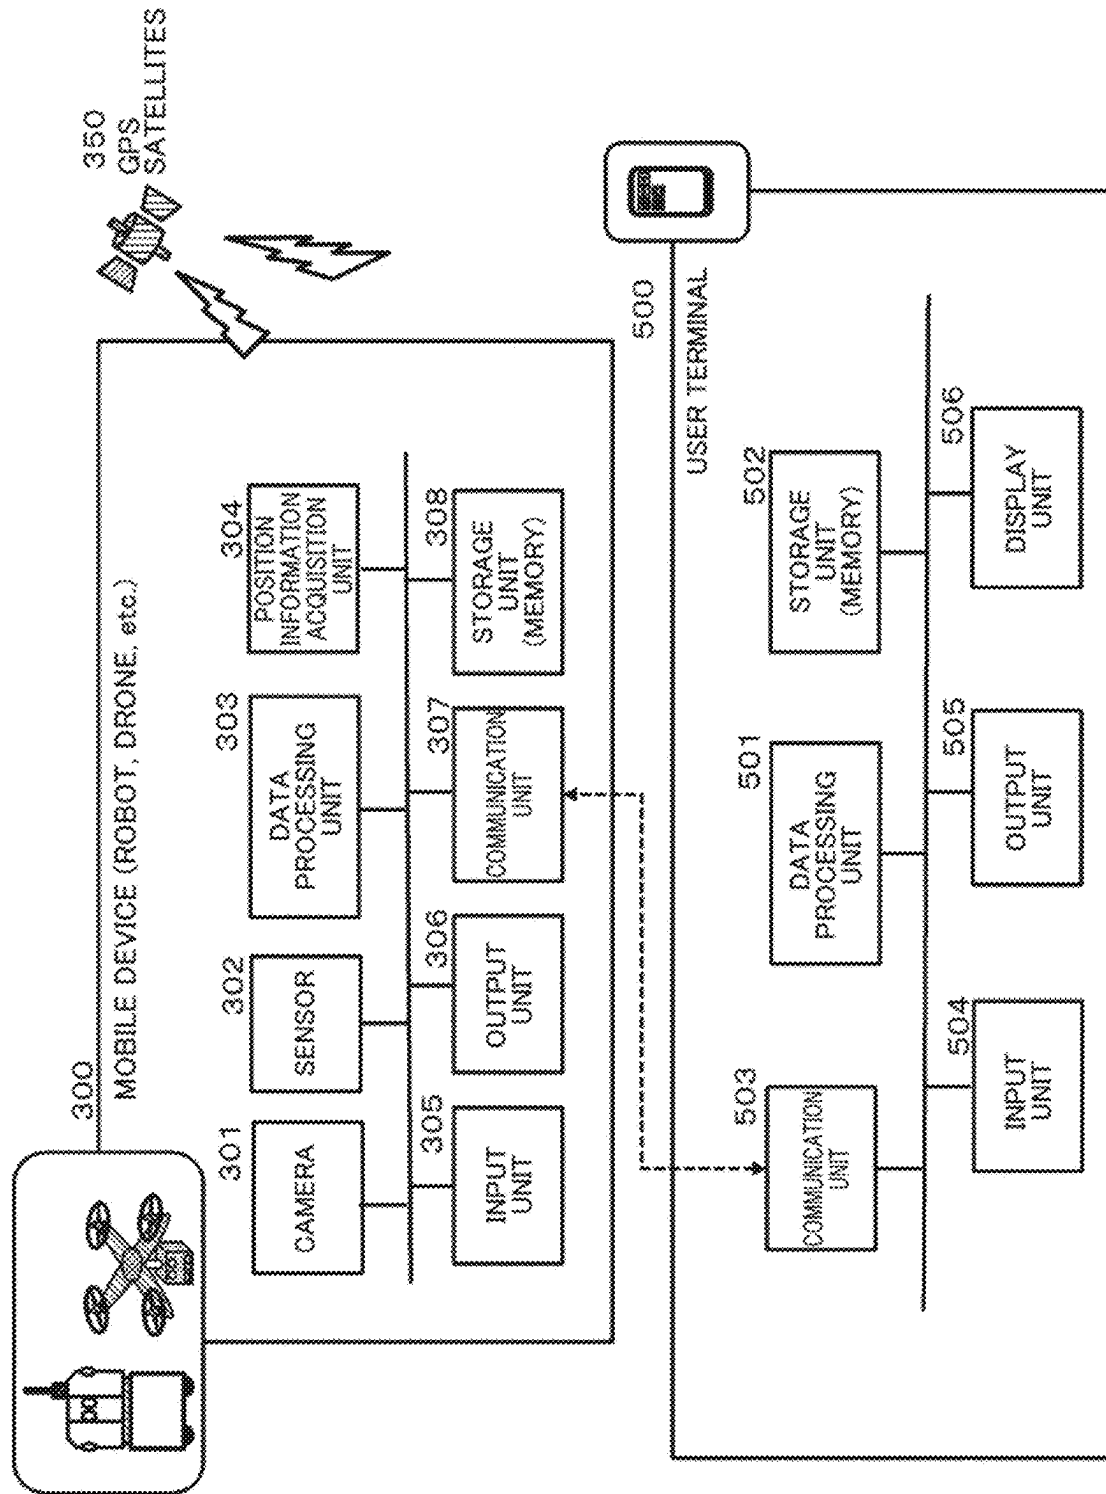 300
MOBILE DEVICE (ROBOT, DRONE, etc.)
350
GPS
SATELLITES
301
CAMERA
302
SENSOR
303
DATA
PROCESSING
UNIT
304
POSITION
INFORMATION
ACQUISITION
UNIT
305
INPUT
UNIT
306
OUTPUT
UNIT
307
COMMUNICATION
UNIT
308
STORAGE
UNIT
(MEMORY)
500
USER TERMINAL
503
COMMUNICATION
UNIT
501
DATA
PROCESSING
UNIT
502
STORAGE
UNIT
(MEMORY)
504
INPUT
UNIT
505
OUTPUT
UNIT
506
DISPLAY
UNIT